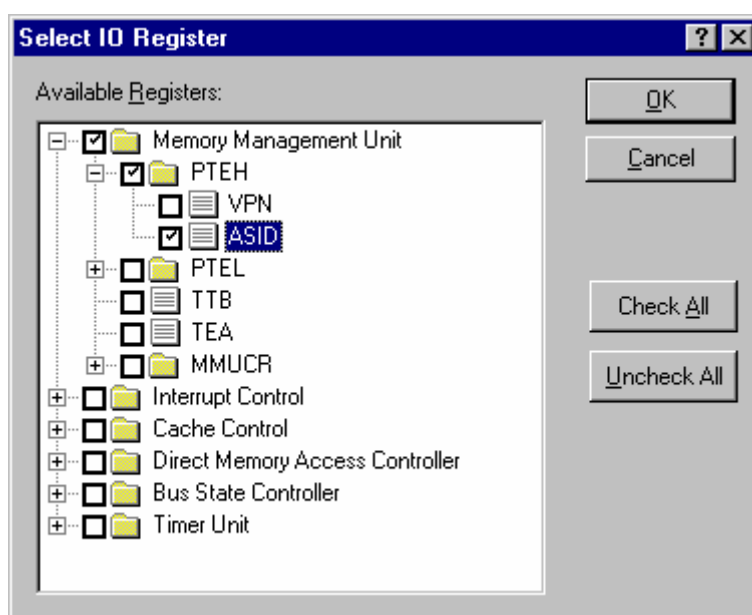 Select IO Register
Available Registers:
OK
Cancel
Memory Management Unit
PTEH
VPN
ASID
PTEL
TTB
TEA
MMUCR
Interrupt Control
Cache Control
Direct Memory Access Controller
Bus State Controller
Timer Unit
Check All
Uncheck All